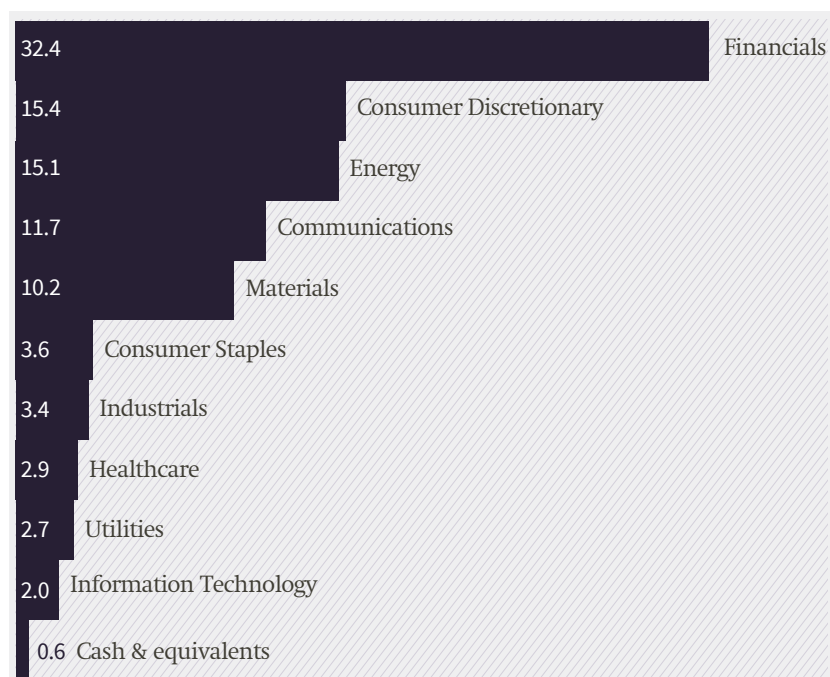 32.4 Financials
15.4 Consumer Discretionary
15.1 Energy
11.7 Communications
10.2 Materials
3.6 Consumer Staples
3.4 Industrials
2.9 Healthcare
2.7 Utilities
2.0 Information Technology
0.6 Cash & equivalents